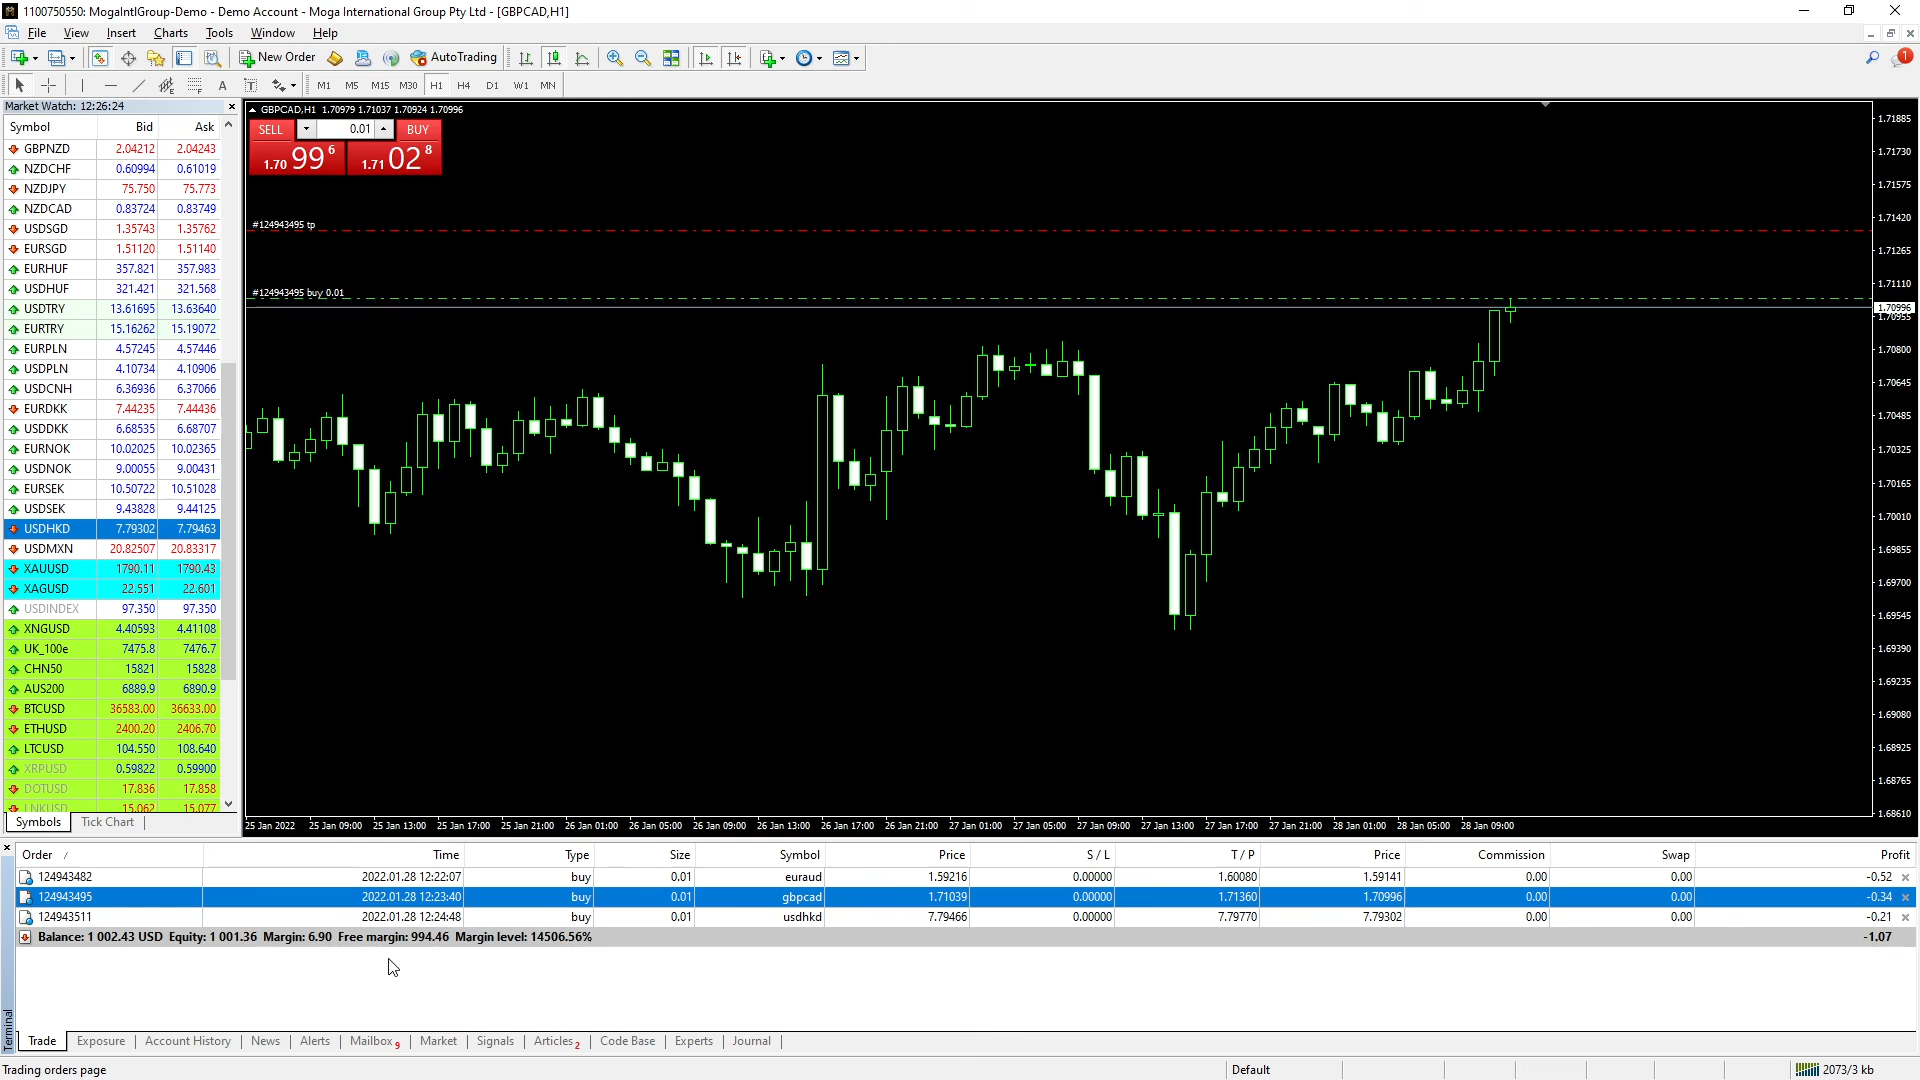 1100750550: MogaIntlGroup-Demo - Demo Account - Moga International Group Pty Ltd - [GBPCAD,H1]
File View Insert Charts Tools Window Help
New Order AutoTrading 1
A T M1 M5 M15 M30 H1 H4 D1 W1 MN
Market Watch: 12:26:24
Symbol Bid Ask
GBPNZD 2.04212 2.04243
NZDCHF 0.60994 0.61019
NZDJPY 75.750 75.773
NZDCAD 0.83724 0.83749
USDSGD 1.35743 1.35762
EURSGD 1.51120 1.51140
EURHUF 357.821 357.983
USDHUF 321.421 321.568
USDTRY 13.61695 13.63640
EURTRY 15.16262 15.19072
EURPLN 4.57245 4.57446
USDPLN 4.10734 4.10906
USDCNH 6.36936 6.37066
EURDKK 7.44235 7.44436
USDDKK 6.68535 6.68707
EURNOK 10.02025 10.02365
USDNOK 9.00055 9.00431
EURSEK 10.50722 10.51028
USDSEK 9.43828 9.44125
USDHKD 7.79302 7.79463
USDMXN 20.82507 20.83317
XAUUSD 1790.11 1790.43
XAGUSD 22.551 22.601
USDINDEX 97.350 97.350
XNGUSD 4.40593 4.41108
UK_100e 7475.8 7476.7
CHN50 15821 15828
AUS200 6889.9 6890.9
BTCUSD 36583.00 36633.00
ETHUSD 2400.20 2406.70
LTCUSD 104.550 108.640
XRPUSD 0.59822 0.59900
DOTUSD 17.836 17.858
LNKUSD 15.062 15.077
Symbols Tick Chart
GBPCAD,H1 1.70979 1.71037 1.70924 1.70996
SELL 0.01 BUY
1.70 99 6 1.71 02 8
#124943495 tp
#124943495 buy 0.01
1.71885
1.71730
1.71575
1.71420
1.71265
1.71110
1.70996
1.70955
1.70800
1.70645
1.70485
1.70325
1.70165
1.70010
1.69855
1.69700
1.69545
1.69390
1.69235
1.69080
1.68925
1.68765
1.68610
25 Jan 2022 25 Jan 09:00 25 Jan 13:00 25 Jan 17:00 25 Jan 21:00 26 Jan 01:00 26 Jan 05:00 26 Jan 09:00 26 Jan 13:00 26 Jan 17:00 26 Jan 21:00 27 Jan 01:00 27 Jan 05:00 27 Jan 09:00 27 Jan 13:00 27 Jan 17:00 27 Jan 21:00 28 Jan 01:00 28 Jan 05:00 28 Jan 09:00
Order / Time Type Size Symbol Price S / L T / P Price Commission Swap Profit
124943482 2022.01.28 12:22:07 buy 0.01 euraud 1.59216 0.00000 1.60080 1.59141 0.00 0.00 -0.52
124943495 2022.01.28 12:23:40 buy 0.01 gbpcad 1.71039 0.00000 1.71360 1.70996 0.00 0.00 -0.34
124943511 2022.01.28 12:24:48 buy 0.01 usdhkd 7.79466 0.00000 7.79770 7.79302 0.00 0.00 -0.21
Balance: 1 002.43 USD Equity: 1 001.36 Margin: 6.90 Free margin: 994.46 Margin level: 14506.56% -1.07
Terminal
Trade Exposure Account History News Alerts Mailbox 9 Market Signals Articles 2 Code Base Experts Journal
Trading orders page Default 2073/3 kb